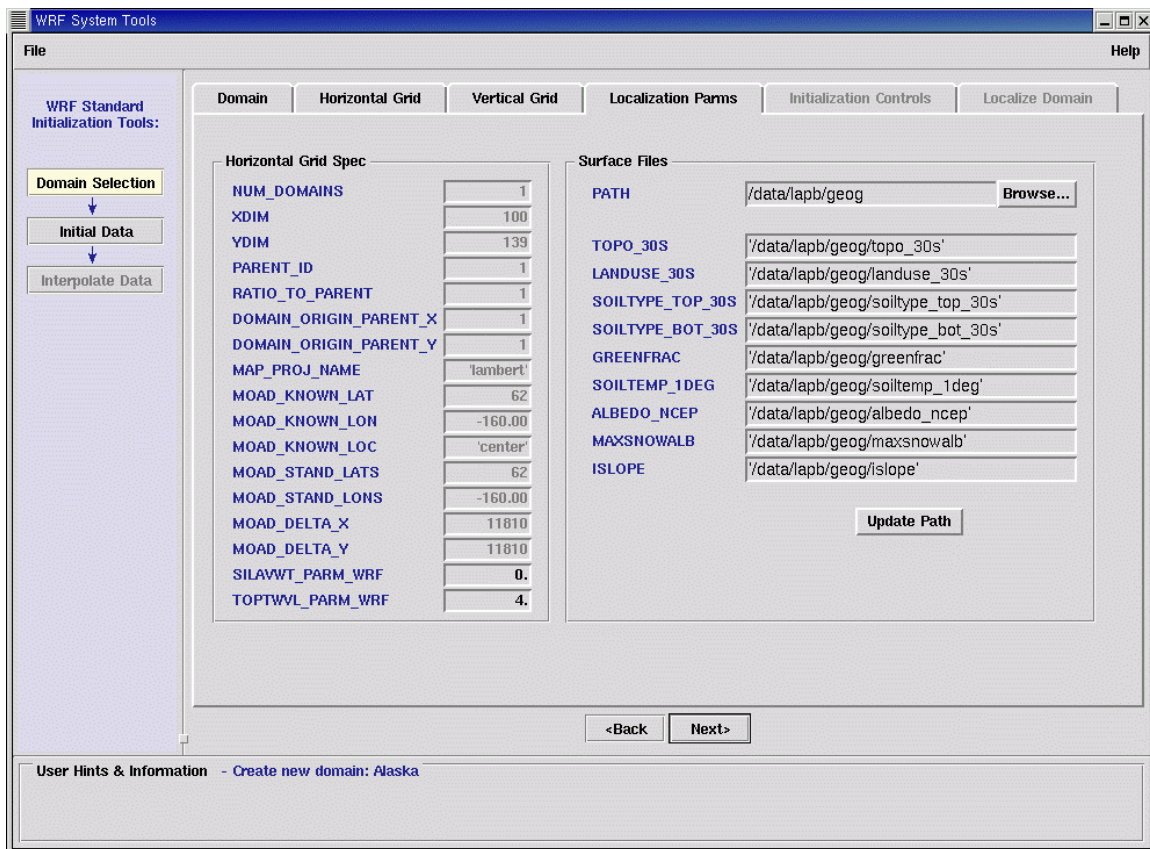 WRF System Tools
File Help
WRF Standard
Initialization Tools:
Domain Selection
Initial Data
Interpolate Data
Domain Horizontal Grid Vertical Grid Localization Parms Initialization Controls Localize Domain
Horizontal Grid Spec
NUM_DOMAINS 1
XDIM 100
YDIM 139
PARENT_ID 1
RATIO_TO_PARENT 1
DOMAIN_ORIGIN_PARENT_X 1
DOMAIN_ORIGIN_PARENT_Y 1
MAP_PROJ_NAME 'lambert'
MOAD_KNOWN_LAT 62
MOAD_KNOWN_LON -160.00
MOAD_KNOWN_LOC 'center'
MOAD_STAND_LATS 62
MOAD_STAND_LONS -160.00
MOAD_DELTA_X 11810
MOAD_DELTA_Y 11810
SILAVWT_PARM_WRF 0.
TOPTWVL_PARM_WRF 4.
Surface Files
PATH /data/lapb/geog Browse...
TOPO_30S '/data/lapb/geog/topo_30s'
LANDUSE_30S '/data/lapb/geog/landuse_30s'
SOILTYPE_TOP_30S '/data/lapb/geog/soiltype_top_30s'
SOILTYPE_BOT_30S '/data/lapb/geog/soiltype_bot_30s'
GREENFRAC '/data/lapb/geog/greenfrac'
SOILTEMP_1DEG '/data/lapb/geog/soiltemp_1deg'
ALBEDO_NCEP '/data/lapb/geog/albedo_ncep'
MAXSNOWALB '/data/lapb/geog/maxsnowalb'
ISLOPE '/data/lapb/geog/islope'
Update Path
<Back Next>
User Hints & Information - Create new domain: Alaska